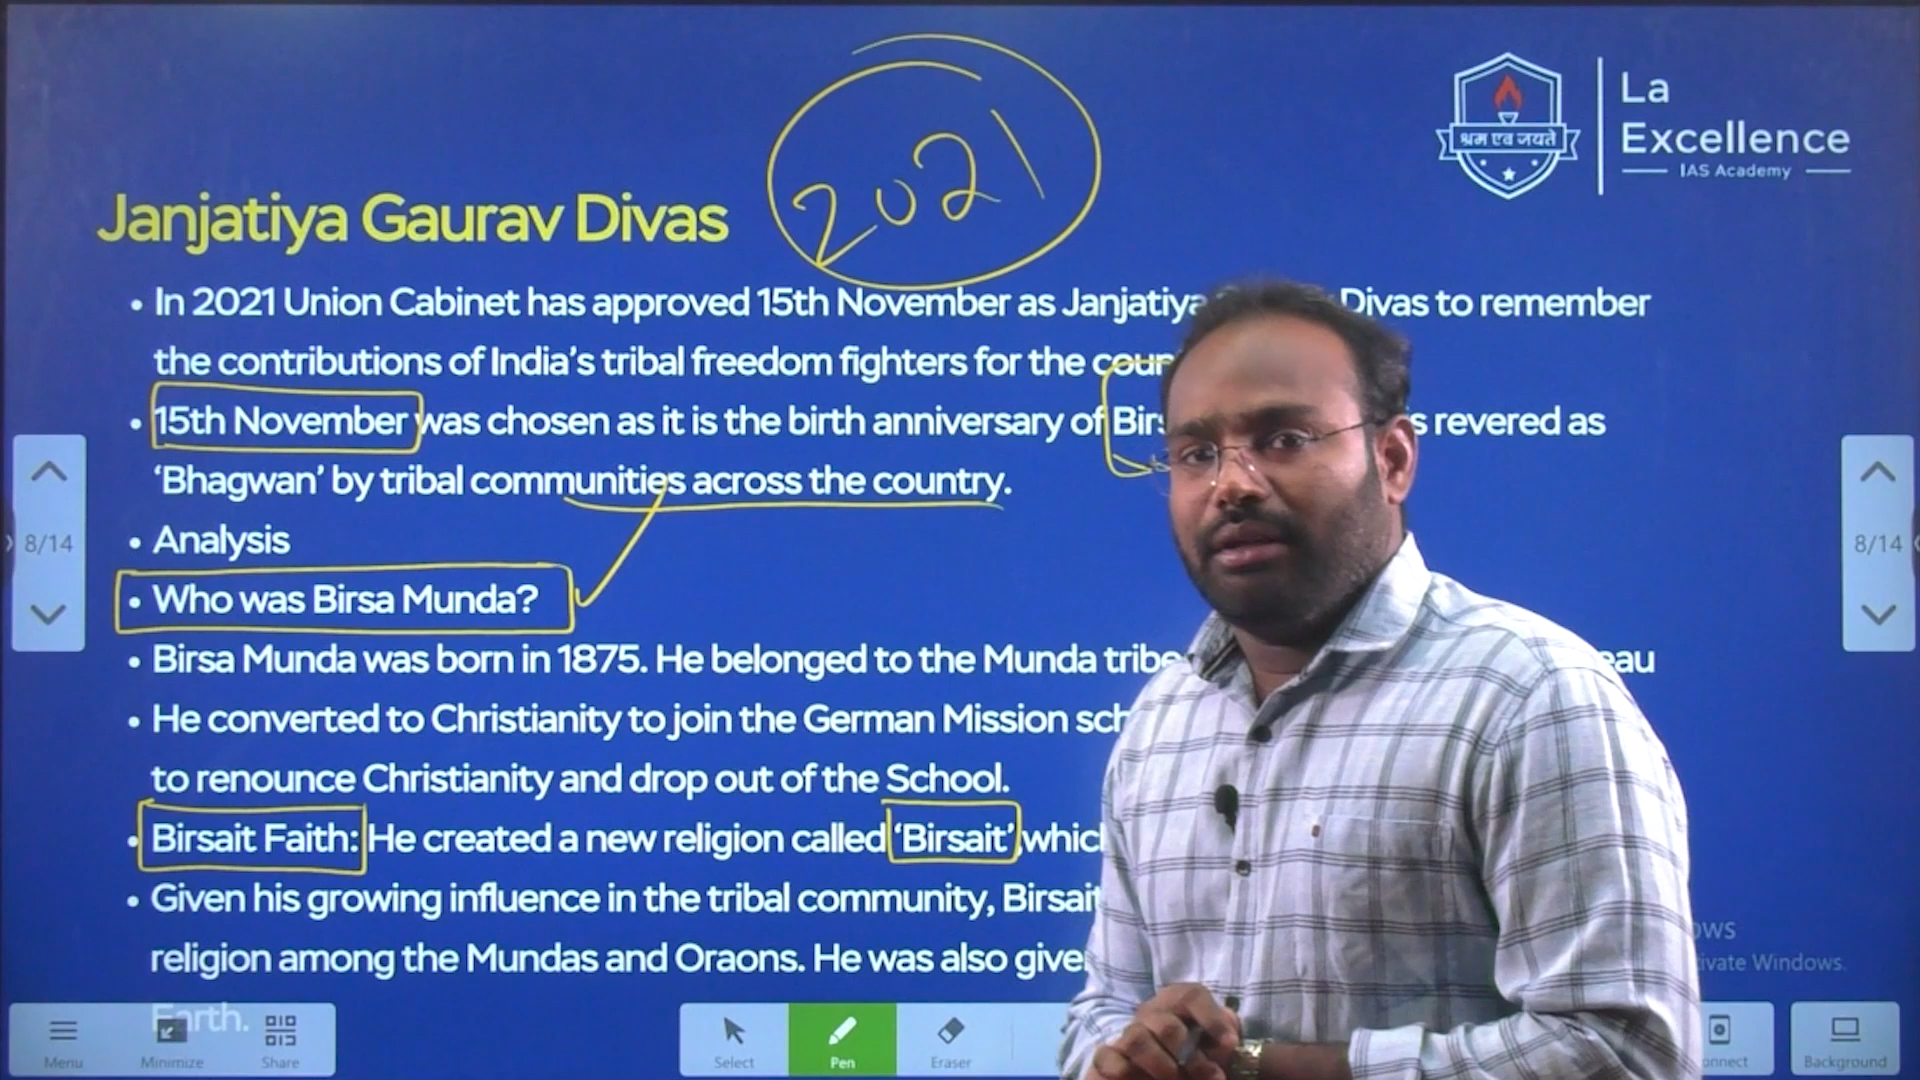 2021
श्रम एव जयते
La
Excellence
IAS Academy
Janjatiya Gaurav Divas
• In 2021 Union Cabinet has approved 15th November as Janjatiya Divas to remember
the contributions of India's tribal freedom fighters for the
• 15th November was chosen as it is the birth anniversary of revered as
'Bhagwan' by tribal communities across the country.
• Analysis
• Who was Birsa Munda?
• Birsa Munda was born in 1875. He belonged to the Munda tribe
• He converted to Christianity to join the German Mission
to renounce Christianity and drop out of the School.
• Birsait Faith: He created a new religion called 'Birsait'
• Given his growing influence in the tribal community, Birsait
religion among the Mundas and Oraons. He was also
Earth.
8/14
8/14
Windows.
Menu
Minimize
Share
Select
Pen
Eraser
Background